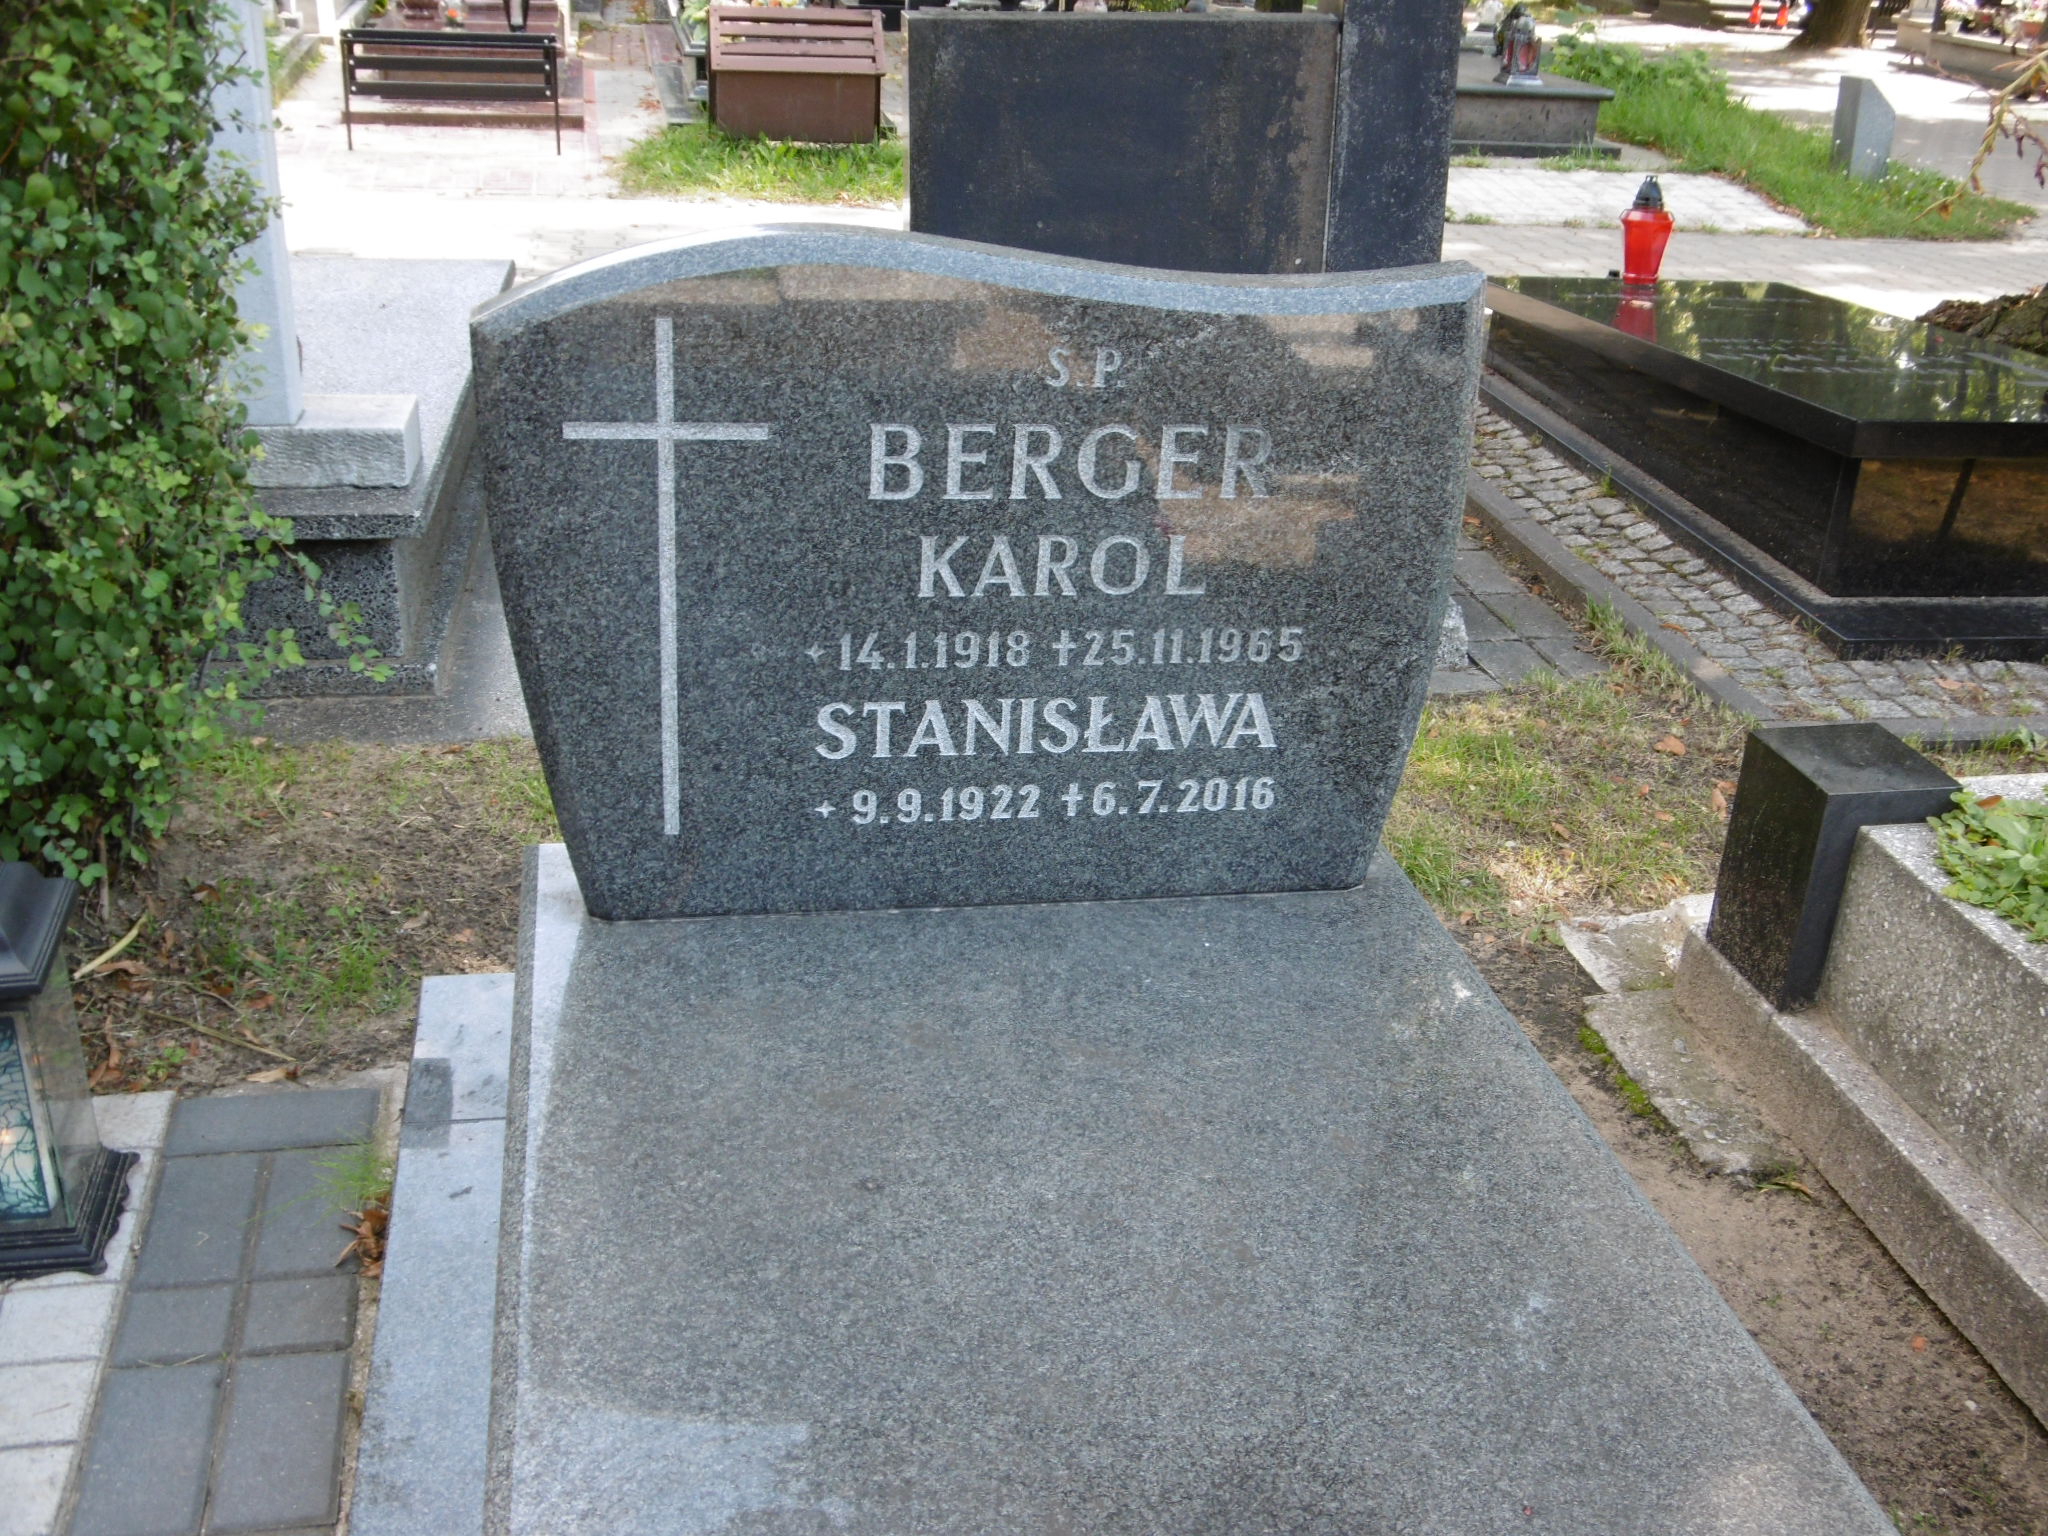 Ś.P.
BERGER
KAROL
14.1.1918 ✝25.11.1965
STANISŁAWA
9.9.1922 ✝6.7.2016